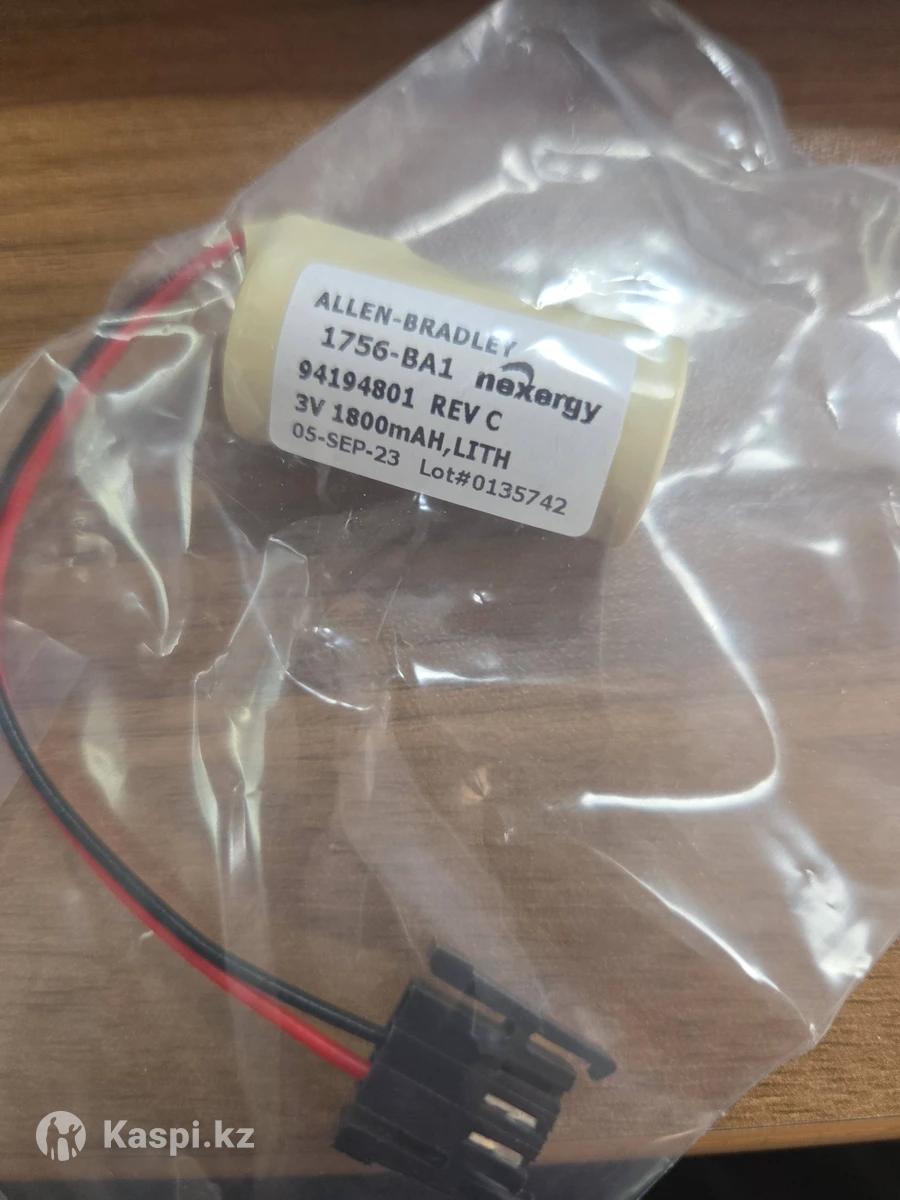 ALLEN-BRADLEY
1756-BA1 nexergy
94194801 REV C
3V 1800mAH,LITH
05-SEP-23 Lot#0135742
Kaspi.kz